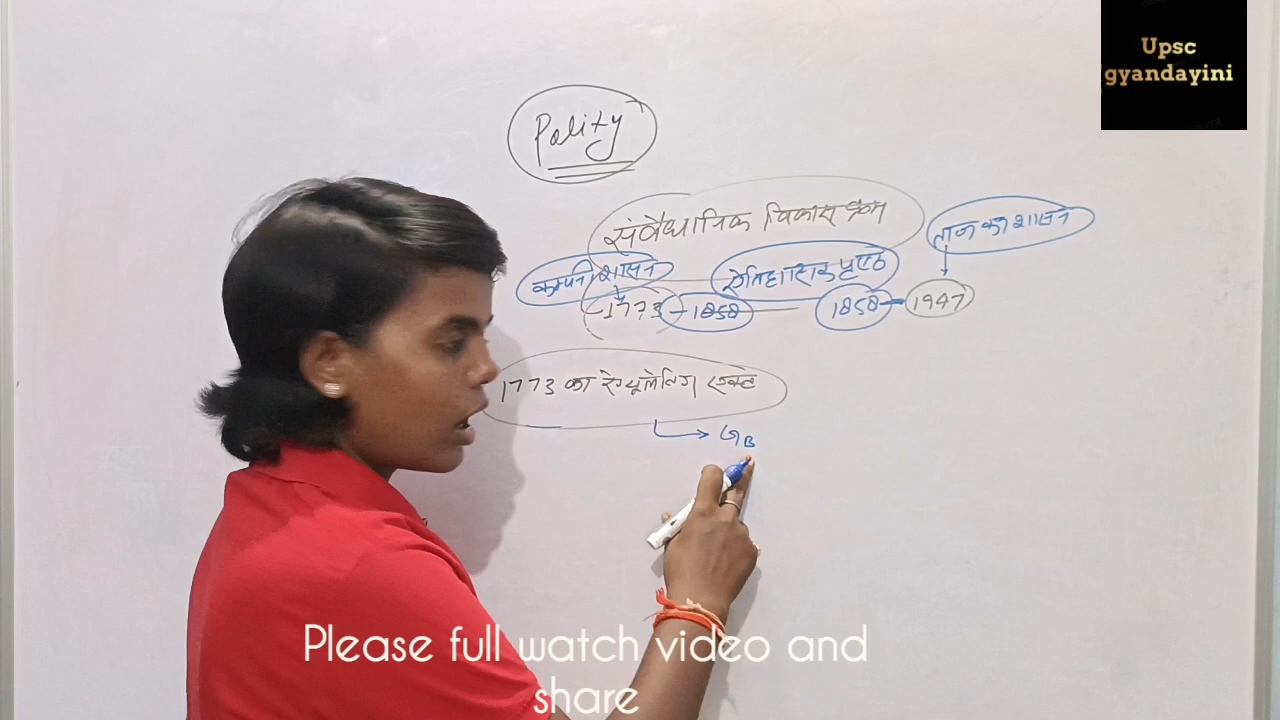 Upsc
gyandayini
Polity
संवैधानिक विकास क्रम
कम्पनी शासन
ऐतिहासिक पृष्ठ
ताज का शासन
1773 - 1858
1858 - 1947
1773 का रेग्यूलेटिंग एक्ट
GB
Please full watch video and
share